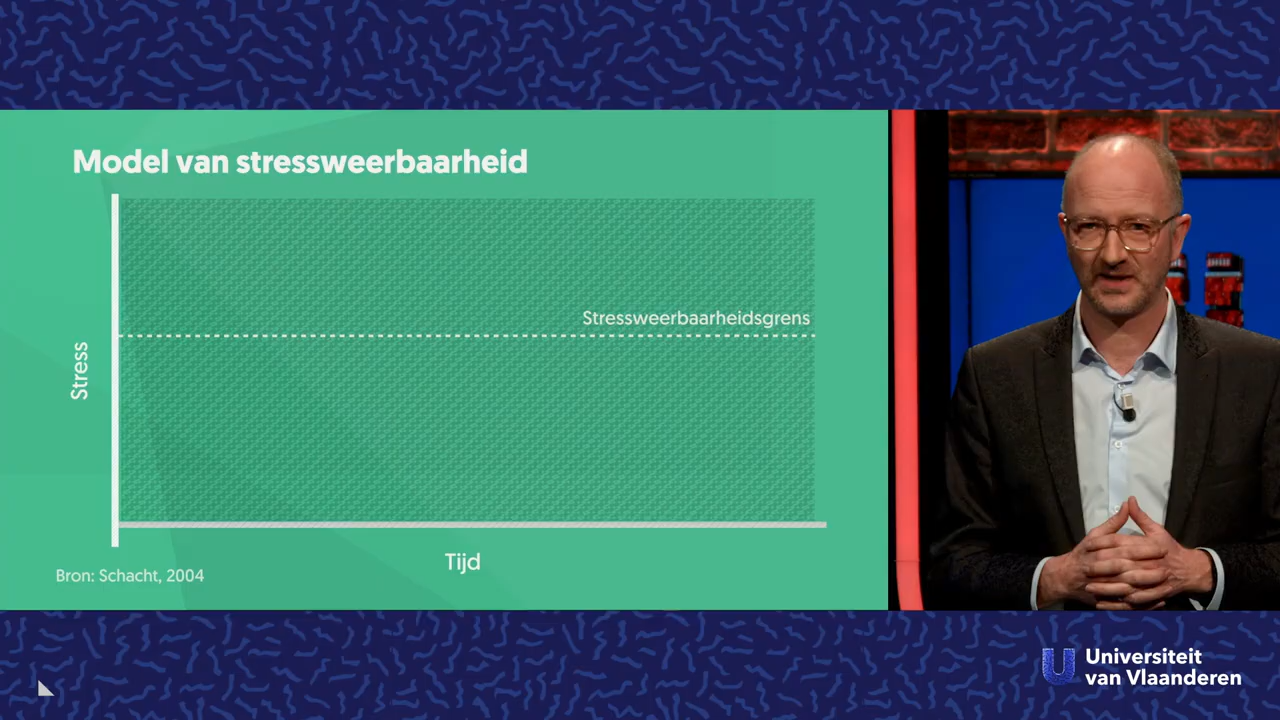 Model van stressweerbaarheid
Stressweerbaarheidsgrens
Stress
Tijd
Bron: Schacht, 2004
Universiteit
van Vlaanderen